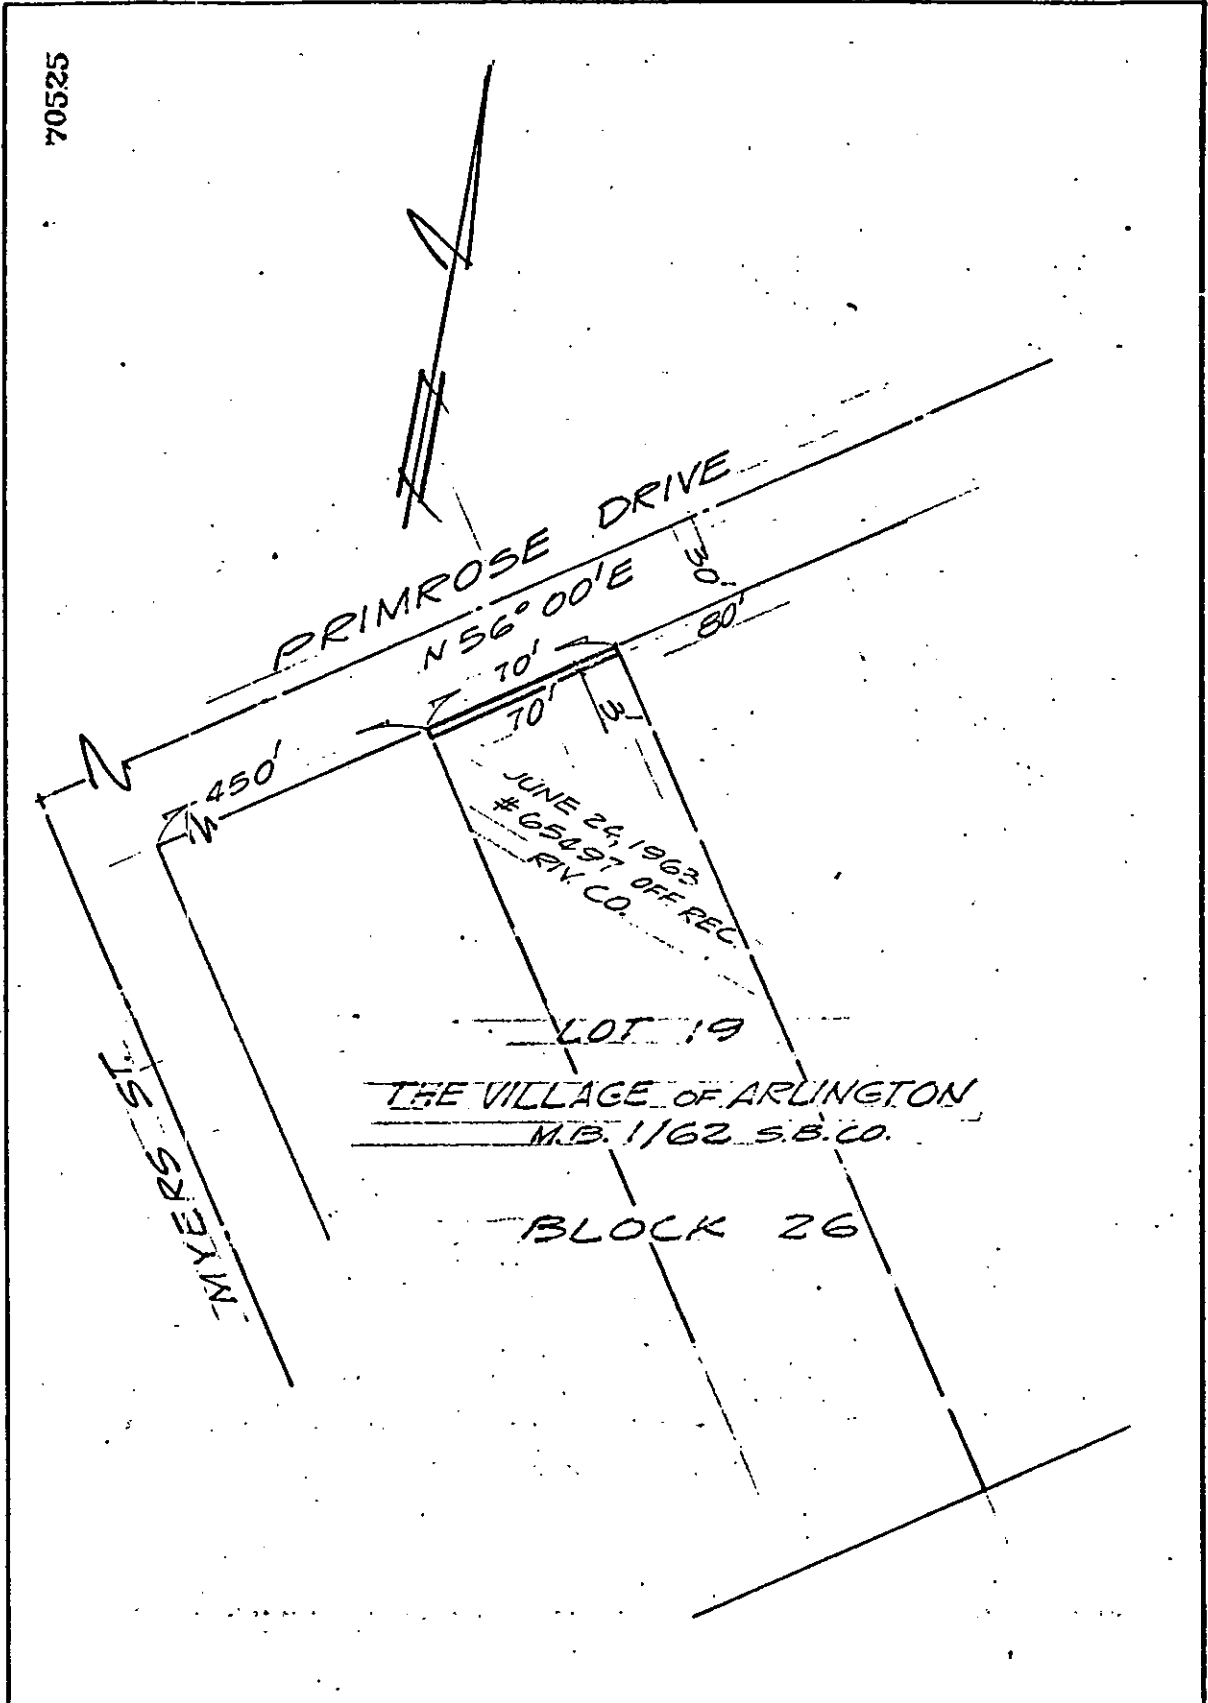 70525
N
PRIMROSE DRIVE
N 56° 00' E
30'
80'
70'
70'
3'
450'
JUNE 24, 1963
# 65497 OFF. REC.
RIV. CO.
LOT 19
THE VILLAGE OF ARLINGTON
M.B. 1/62 S.B. CO.
BLOCK 26
MYERS ST.